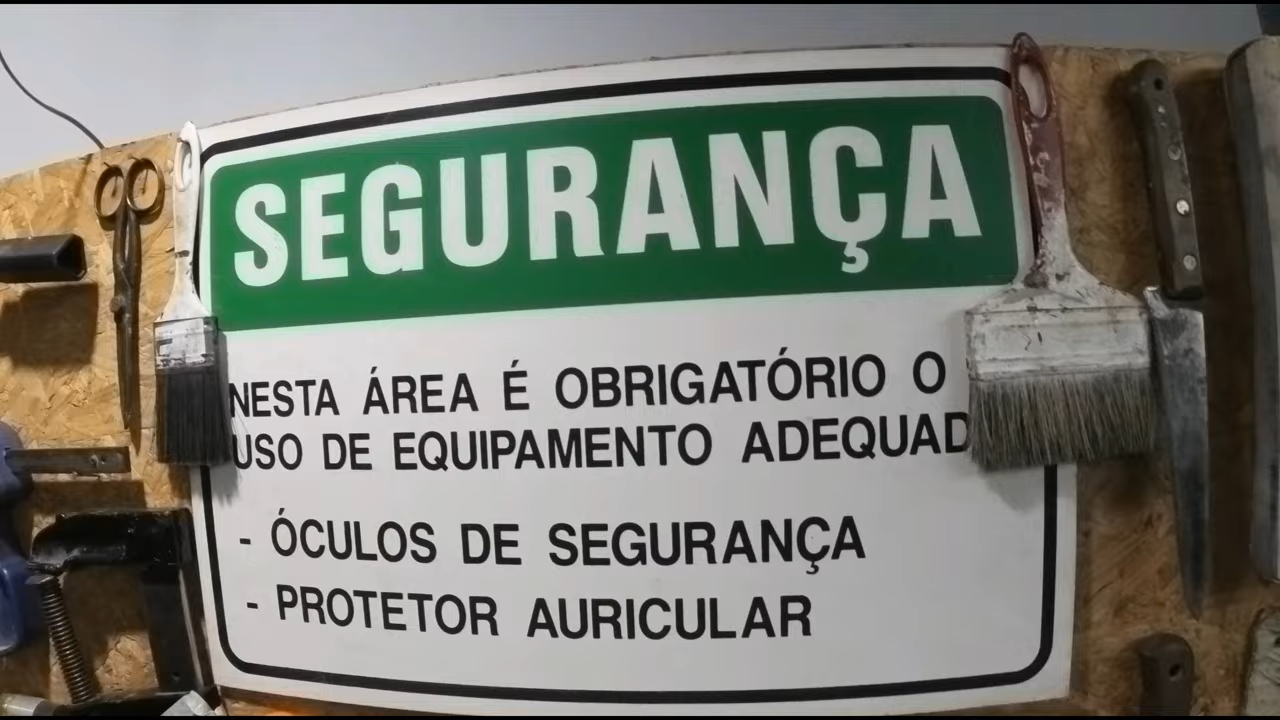 SEGURANÇA
NESTA ÁREA É OBRIGATÓRIO O
USO DE EQUIPAMENTO ADEQUAD
- ÓCULOS DE SEGURANÇA
- PROTETOR AURICULAR